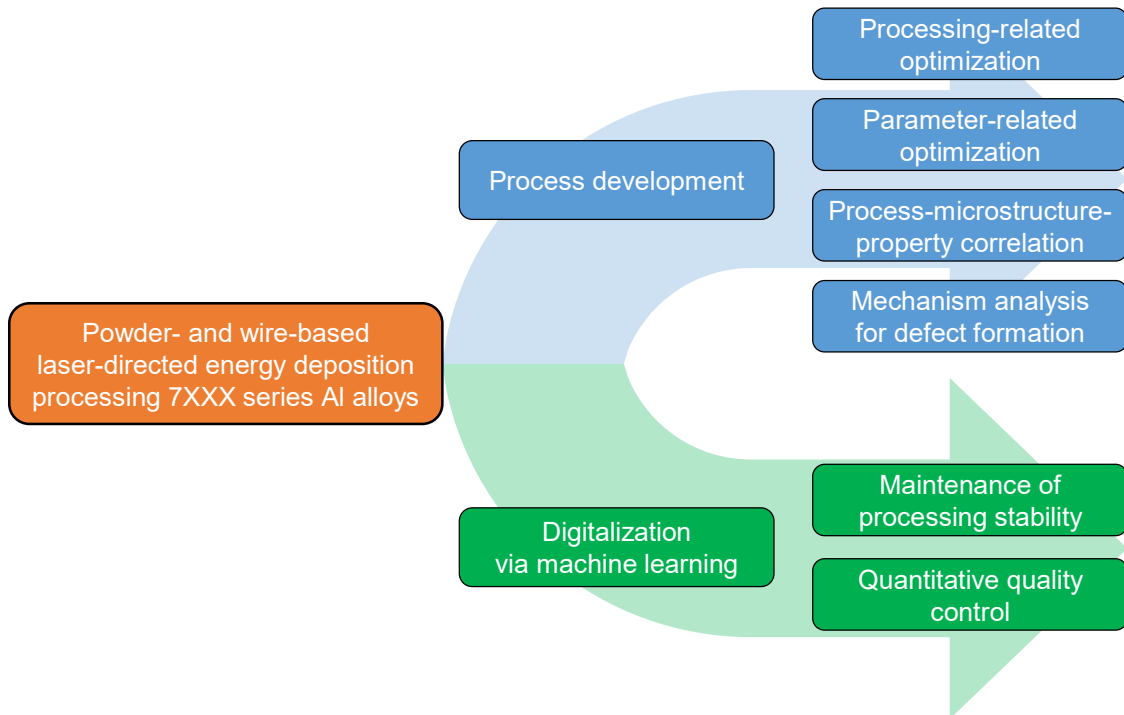 Powder- and wire-based
laser-directed energy deposition
processing 7XXX series Al alloys
Process development
Processing-related
optimization
Parameter-related
optimization
Process-microstructure-
property correlation
Mechanism analysis
for defect formation
Digitalization
via machine learning
Maintenance of
processing stability
Quantitative quality
control